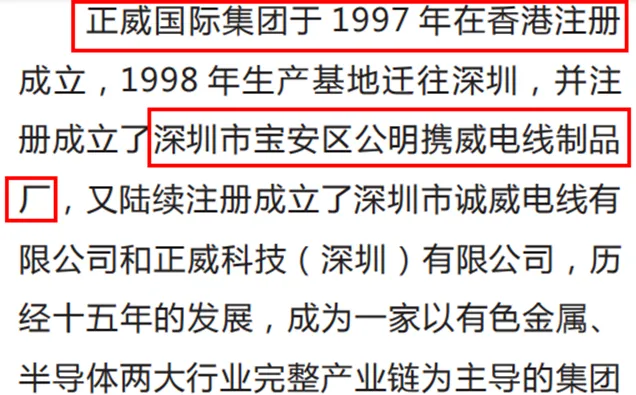 正威国际集团于 1997 年在香港注册
成立，1998 年生产基地迁往深圳，并注
册成立了深圳市宝安区公明携威电线制品
厂，又陆续注册成立了深圳市诚威电线有
限公司和正威科技（深圳）有限公司，历
经十五年的发展，成为一家以有色金属、
半导体两大行业完整产业链为主导的集团